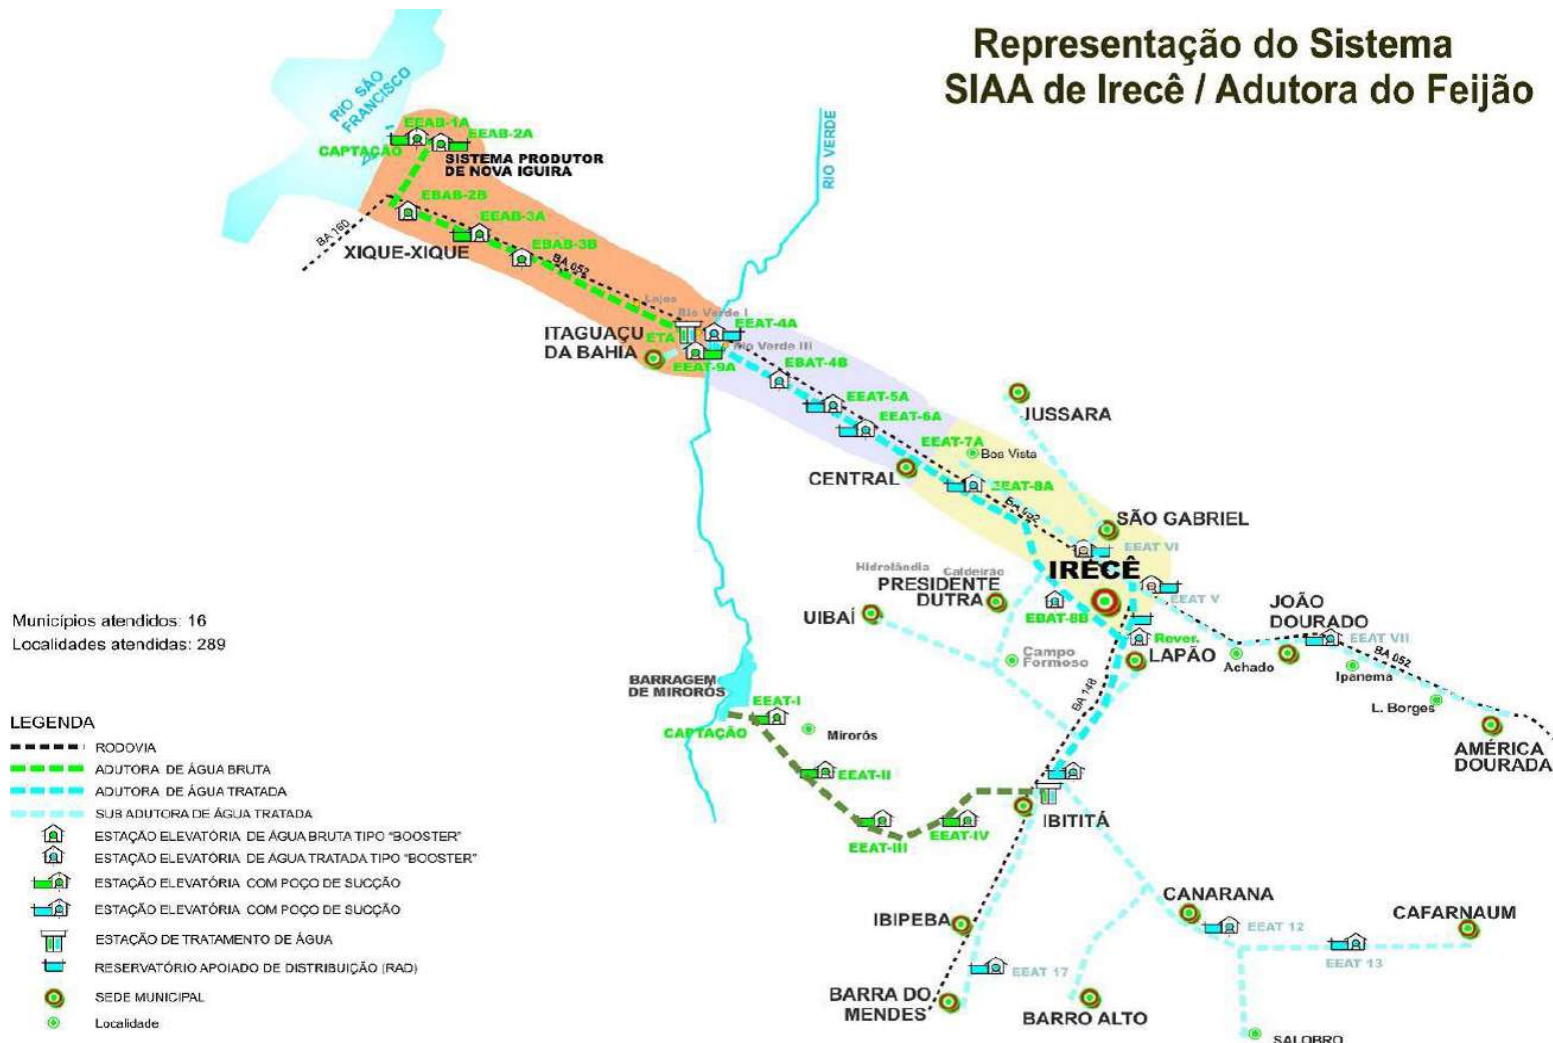 Representação do Sistema
SIAA de Irecê / Adutora do Feijão
RIO SÃO
FRANCISCO
EEAB-1A
EEAB-2A
CAPTAÇÃO
SISTEMA PRODUTOR
DE NOVA IGUIRA
RIO VERDE
EBAB-2B
EEAB-3A
BA 160
XIQUE-XIQUE
EBAB-3B
BA 052
Lajes
Rio Verde I
ITAGUAÇU
DA BAHIA
ETA
EEAT-4A
Rio Verde III
EEAT-9A
EBAT-4B
EEAT-5A
EEAT-6A
JUSSARA
EEAT-7A
Boa Vista
CENTRAL
EEAT-8A
BA 052
SÃO GABRIEL
EEAT VI
IRECÊ
Hidrolândia
Caldeirão
PRESIDENTE
DUTRA
UIBAÍ
EBAT-8B
EEAT V
JOÃO
DOURADO
EEAT VII
Rever.
LAPÃO
Achado
BA 052
Ipanema
L. Borges
Campo
Formoso
BA 148
AMÉRICA
DOURADA
Municípios atendidos: 16
Localidades atendidas: 289
BARRAGEM
DE MIRORÓS
EEAT-I
CAPTAÇÃO
Mirorós
EEAT-II
EEAT-III
EEAT-IV
IBITITÁ
CANARANA
CAFARNAUM
IBIPEBA
EEAT 12
EEAT 13
EEAT 17
BARRA DO
MENDES
BARRO ALTO
SALOBRO
LEGENDA
RODOVIA
ADUTORA DE ÁGUA BRUTA
ADUTORA DE ÁGUA TRATADA
SUB ADUTORA DE ÁGUA TRATADA
ESTAÇÃO ELEVATÓRIA DE ÁGUA BRUTA TIPO "BOOSTER"
ESTAÇÃO ELEVATÓRIA DE ÁGUA TRATADA TIPO "BOOSTER"
ESTAÇÃO ELEVATÓRIA COM POÇO DE SUCÇÃO
ESTAÇÃO ELEVATÓRIA COM POÇO DE SUCÇÃO
ESTAÇÃO DE TRATAMENTO DE ÁGUA
RESERVATÓRIO APOIADO DE DISTRIBUIÇÃO (RAD)
SEDE MUNICIPAL
Localidade